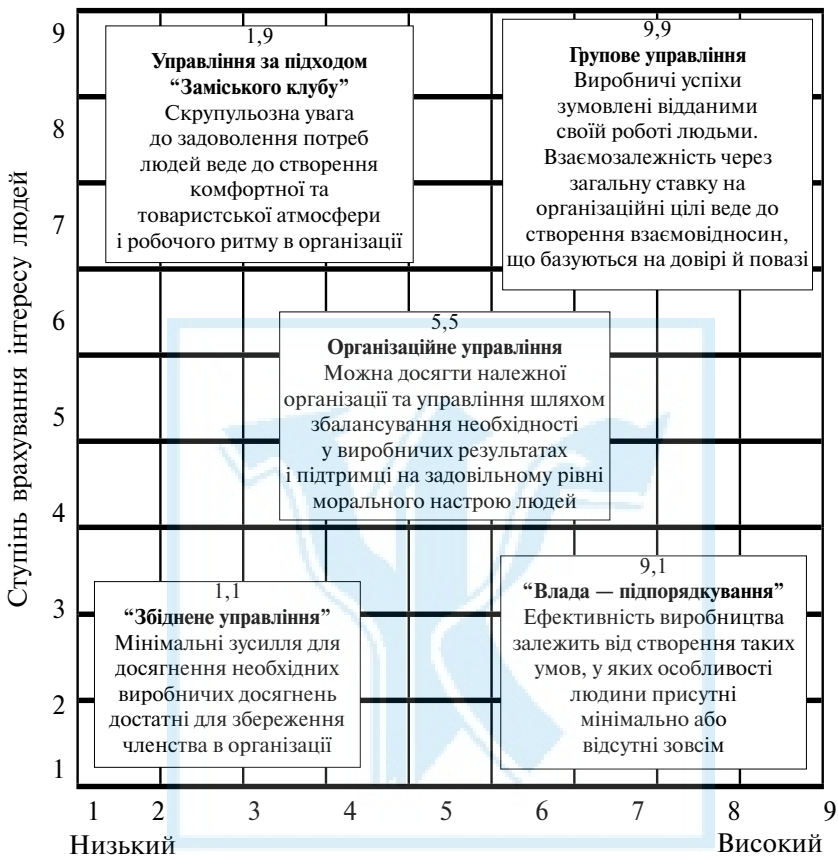 Ступінь врахування інтересу людей
9
8
7
6
5
4
3
2
1
1,9
Управління за підходом
“Заміського клубу”
Скрупульозна увага
до задоволення потреб
людей веде до створення
комфортної та
товаристської атмосфери
і робочого ритму в організації
9,9
Групове управління
Виробничі успіхи
зумовлені відданими
своїй роботі людьми.
Взаємозалежність через
загальну ставку на
організаційні цілі веде до
створення взаємовідносин,
що базуються на довірі й повазі
5,5
Організаційне управління
Можна досягти належної
організації та управління шляхом
збалансування необхідності
у виробничих результатах
і підтримці на задовільному рівні
морального настрою людей
1,1
“Збіднене управління”
Мінімальні зусилля для
досягнення необхідних
виробничих досягнень
достатні для збереження
членства в організації
9,1
“Влада — підпорядкування”
Ефективність виробництва
залежить від створення таких
умов, у яких особливості
людини присутні
мінімально або
відсутні зовсім
1 2 3 4 5 6 7 8 9
Низький Високий